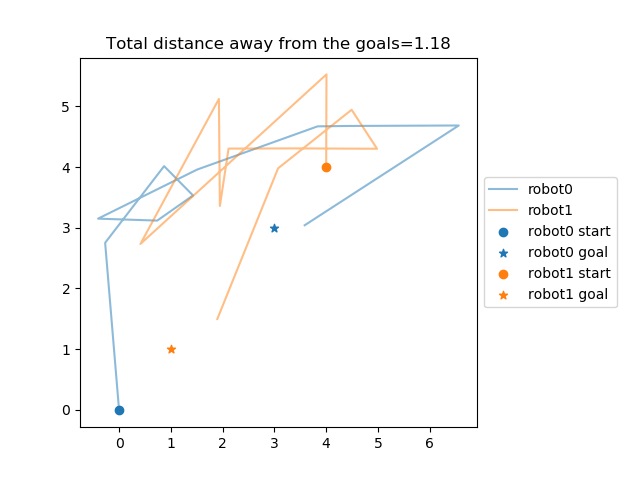 Total distance away from the goals=1.18
5
4
3
2
1
0
0 1 2 3 4 5 6
robot0
robot1
robot0 start
robot0 goal
robot1 start
robot1 goal